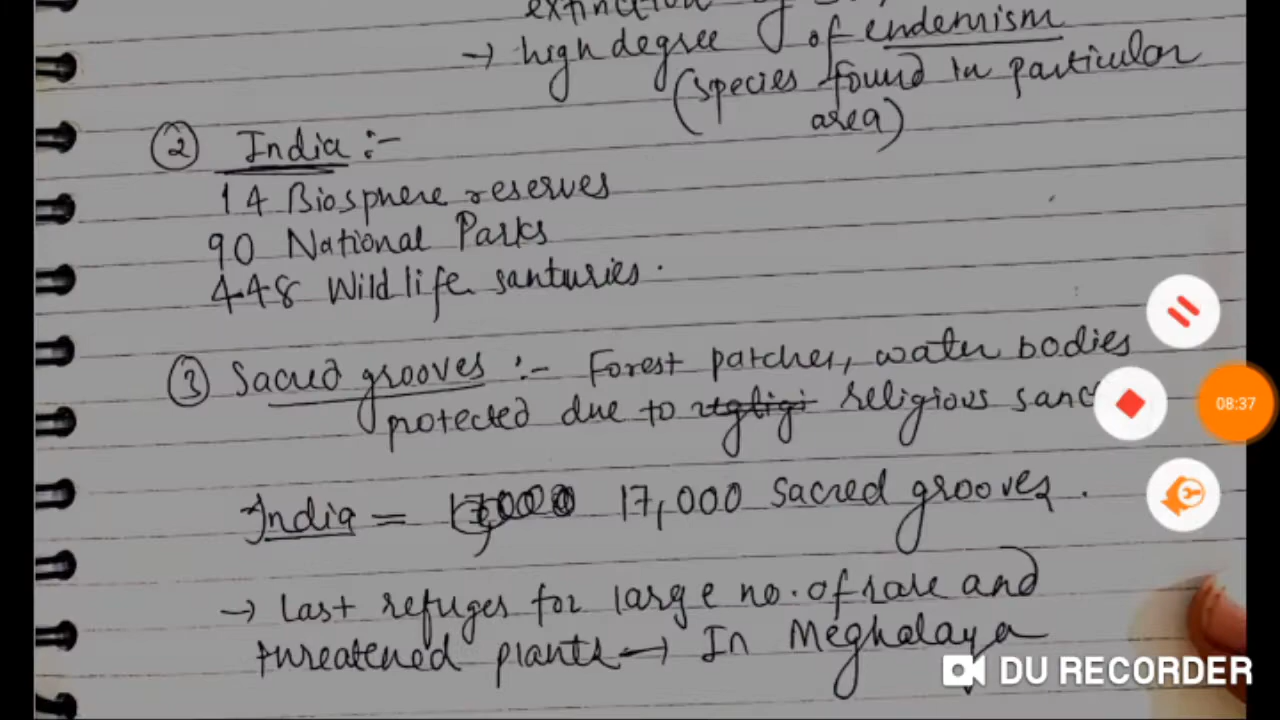 extinction of
→ high degree of endemism
(species found in particular
area)
② India :-
14 Biosphere reserves
90 National Parks
448 Wildlife santuries.
③ Sacred grooves :- Forest patches, water bodies
protected due to religious sanc
India = 17,000 sacred grooves.
→ last refuges for large no. of rare and
threatened plants → In Meghalaya
08:37
DU RECORDER